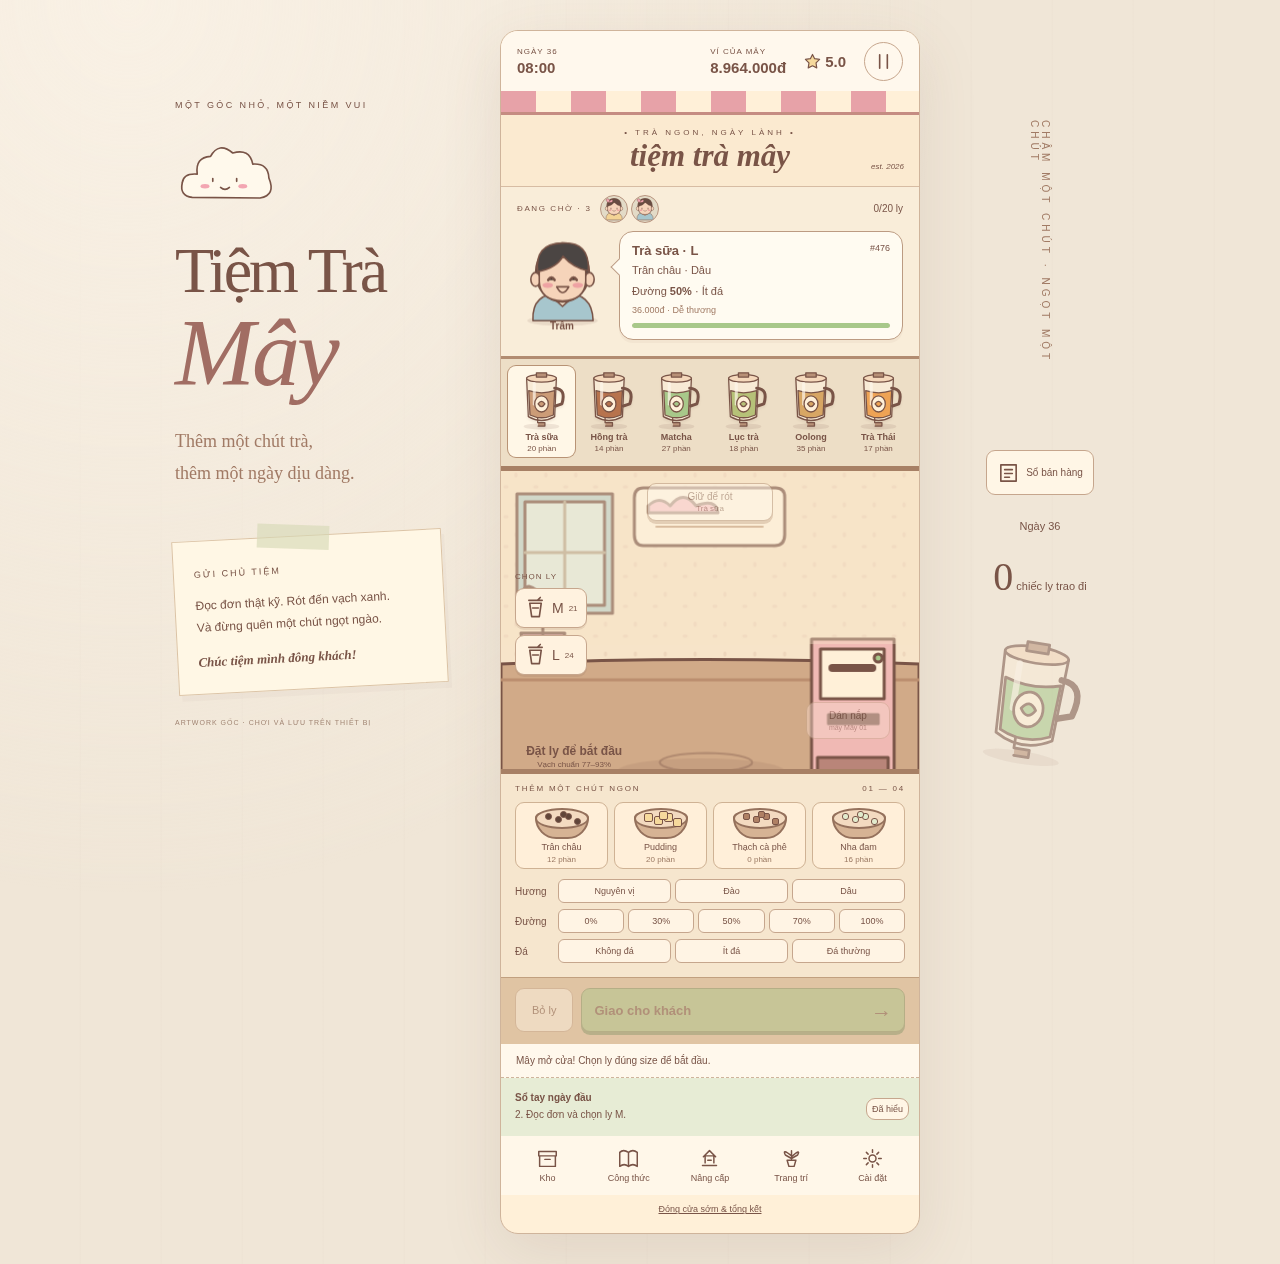 MỘT GÓC NHỎ, MỘT NIỀM VUI
Tiệm Trà
Mây
Thêm một chút trà,
thêm một ngày dịu dàng.
GỬI CHỦ TIỆM
Đọc đơn thật kỹ. Rót đến vạch xanh.
Và đừng quên một chút ngọt ngào.
Chúc tiệm mình đông khách!
ARTWORK GỐC · CHƠI VÀ LƯU TRÊN THIẾT BỊ
NGÀY 36
08:00
VÍ CỦA MÂY
8.964.000đ
5.0
• TRÀ NGON, NGÀY LÀNH •
tiệm trà mây
est. 2026
ĐANG CHỜ · 3
0/20 ly
Trâm
Trà sữa · L
#476
Trân châu · Dâu
Đường 50% · Ít đá
36.000đ · Dễ thương
Trà sữa
20 phần
Hồng trà
14 phần
Matcha
27 phần
Lục trà
18 phần
Oolong
35 phần
Trà Thái
17 phần
Giữ để rót
Trà sữa
CHỌN LY
M 21
L 24
Dán nắp
máy Mây 01
Đặt ly để bắt đầu
Vạch chuẩn 77–93%
THÊM MỘT CHÚT NGON
01 — 04
Trân châu
12 phần
Pudding
20 phần
Thạch cà phê
0 phần
Nha đam
16 phần
Hương
Nguyên vị
Đào
Dâu
Đường
0%
30%
50%
70%
100%
Đá
Không đá
Ít đá
Đá thường
Bỏ ly
Giao cho khách →
Mây mở cửa! Chọn ly đúng size để bắt đầu.
Sổ tay ngày đầu
2. Đọc đơn và chọn ly M.
Đã hiểu
Kho
Công thức
Nâng cấp
Trang trí
Cài đặt
Đóng cửa sớm & tổng kết
CHẬM MỘT CHÚT · NGỌT MỘT
CHÚT
Sổ bán hàng
Ngày 36
0 chiếc ly trao đi